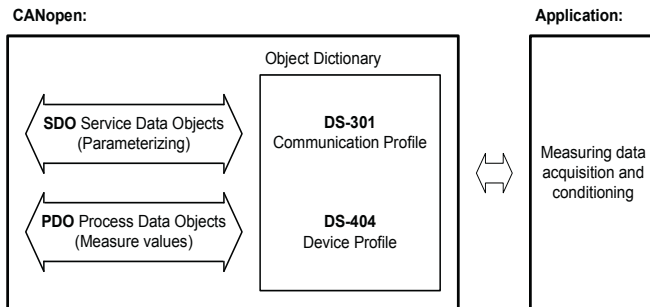 CANopen:
Application:
Object Dictionary
SDO Service Data Objects
(Parameterizing)
DS-301
Communication Profile
Measuring data
acquisition and
conditioning
PDO Process Data Objects
(Measure values)
DS-404
Device Profile